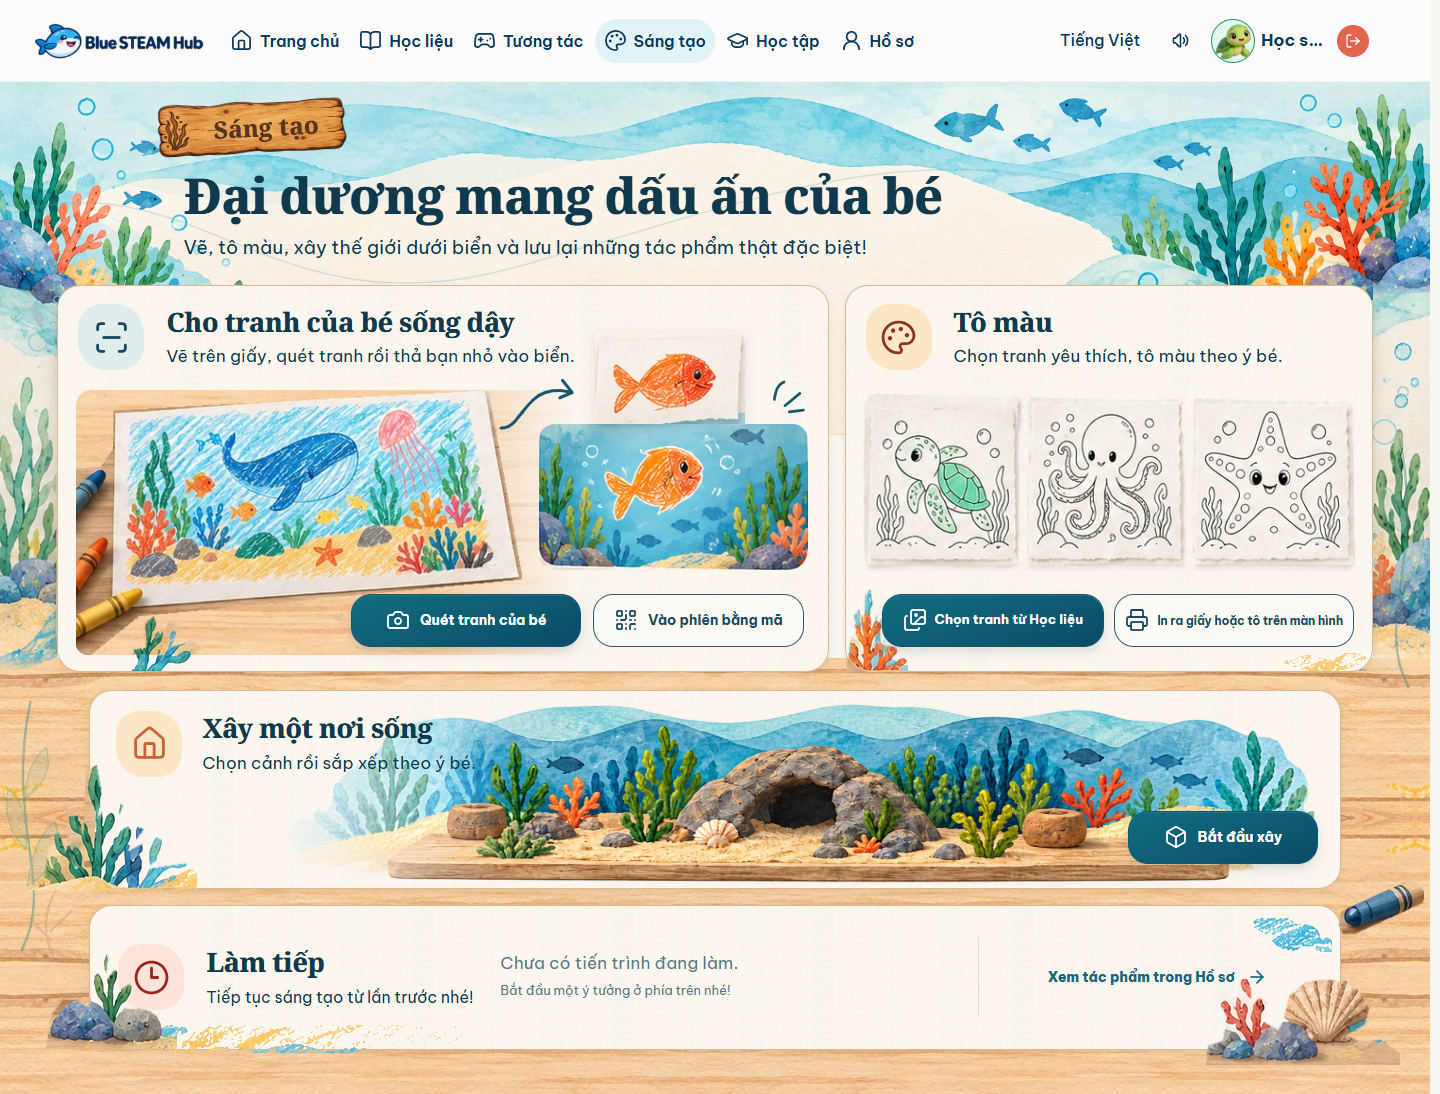 Blue STEAM Hub
Trang chủ
Học liệu
Tương tác
Sáng tạo
Học tập
Hồ sơ
Tiếng Việt
Học s...
Sáng tạo
Đại dương mang dấu ấn của bé
Vẽ, tô màu, xây thế giới dưới biển và lưu lại những tác phẩm thật đặc biệt!
Cho tranh của bé sống dậy
Vẽ trên giấy, quét tranh rồi thả bạn nhỏ vào biển.
Quét tranh của bé
Vào phiên bằng mã
Tô màu
Chọn tranh yêu thích, tô màu theo ý bé.
Chọn tranh từ Học liệu
In ra giấy hoặc tô trên màn hình
Xây một nơi sống
Chọn cảnh rồi sắp xếp theo ý bé.
Bắt đầu xây
Làm tiếp
Tiếp tục sáng tạo từ lần trước nhé!
Chưa có tiến trình đang làm.
Bắt đầu một ý tưởng ở phía trên nhé!
Xem tác phẩm trong Hồ sơ